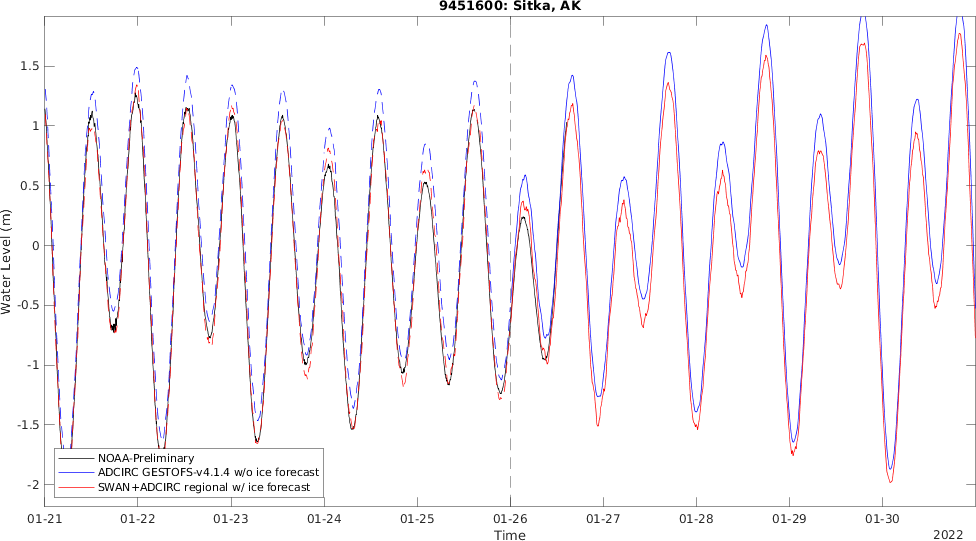 9451600: Sitka, AK
Water Level (m)
1.5
1
0.5
0
-0.5
-1
-1.5
-2
NOAA-Preliminary
ADCIRC GESTOFS-v4.1.4 w/o ice forecast
SWAN+ADCIRC regional w/ ice forecast
01-21 01-22 01-23 01-24 01-25 01-26 01-27 01-28 01-29 01-30
Time
2022